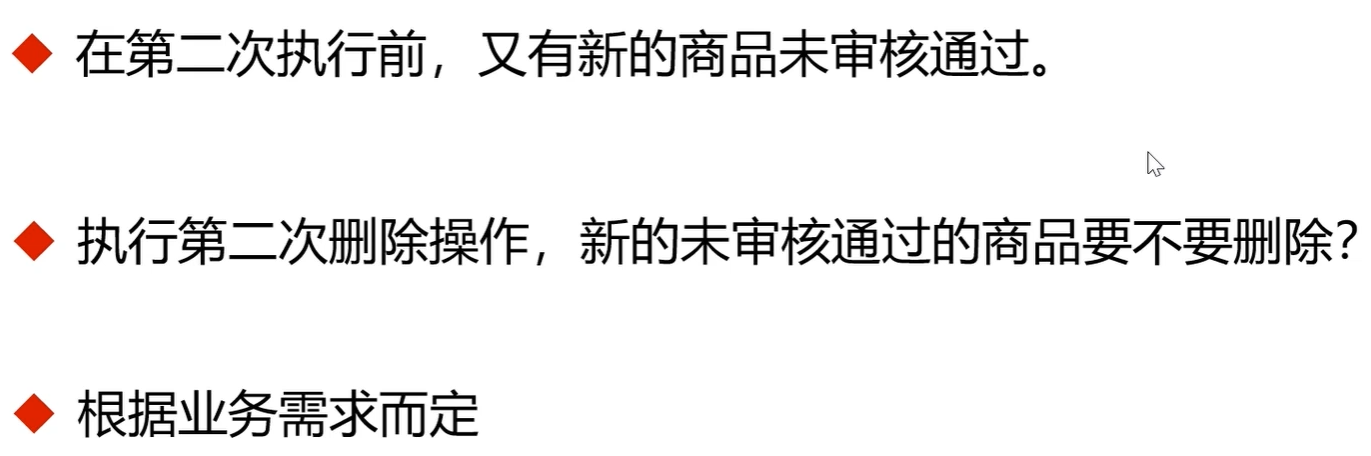 在第二次执行前，又有新的商品未审核通过。
执行第二次删除操作，新的未审核通过的商品要不要删除？
根据业务需求而定